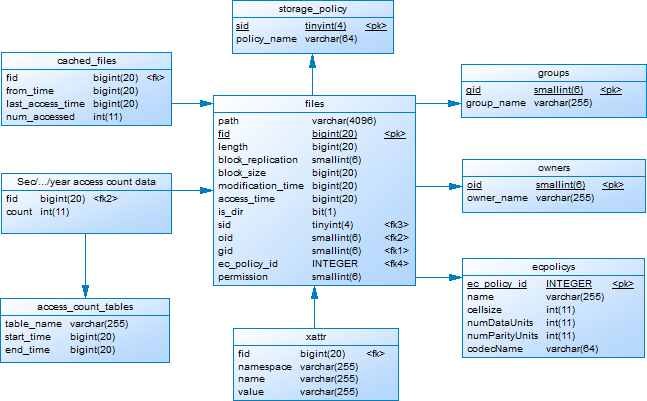 storage_policy
sid tinyint(4) <pk>
policy_name varchar(64)
cached_files
fid bigint(20) <fk>
from_time bigint(20)
last_access_time bigint(20)
num_accessed int(11)
files
path varchar(4096)
fid bigint(20) <pk>
length bigint(20)
block_replication smallint(6)
block_size bigint(20)
modification_time bigint(20)
access_time bigint(20)
is_dir bit(1)
sid tinyint(4) <fk3>
oid smallint(6) <fk2>
gid smallint(6) <fk1>
ec_policy_id INTEGER <fk4>
permission smallint(6)
groups
gid smallint(6) <pk>
group_name varchar(255)
Sec/.../year access count data
fid bigint(20) <fk2>
count int(11)
owners
oid smallint(6) <pk>
owner_name varchar(255)
access_count_tables
table_name varchar(255)
start_time bigint(20)
end_time bigint(20)
xattr
fid bigint(20) <fk>
namespace varchar(255)
name varchar(255)
value varchar(255)
ecpolicys
ec_policy_id INTEGER <pk>
name varchar(255)
cellsize int(11)
numDataUnits int(11)
numParityUnits int(11)
codecName varchar(64)